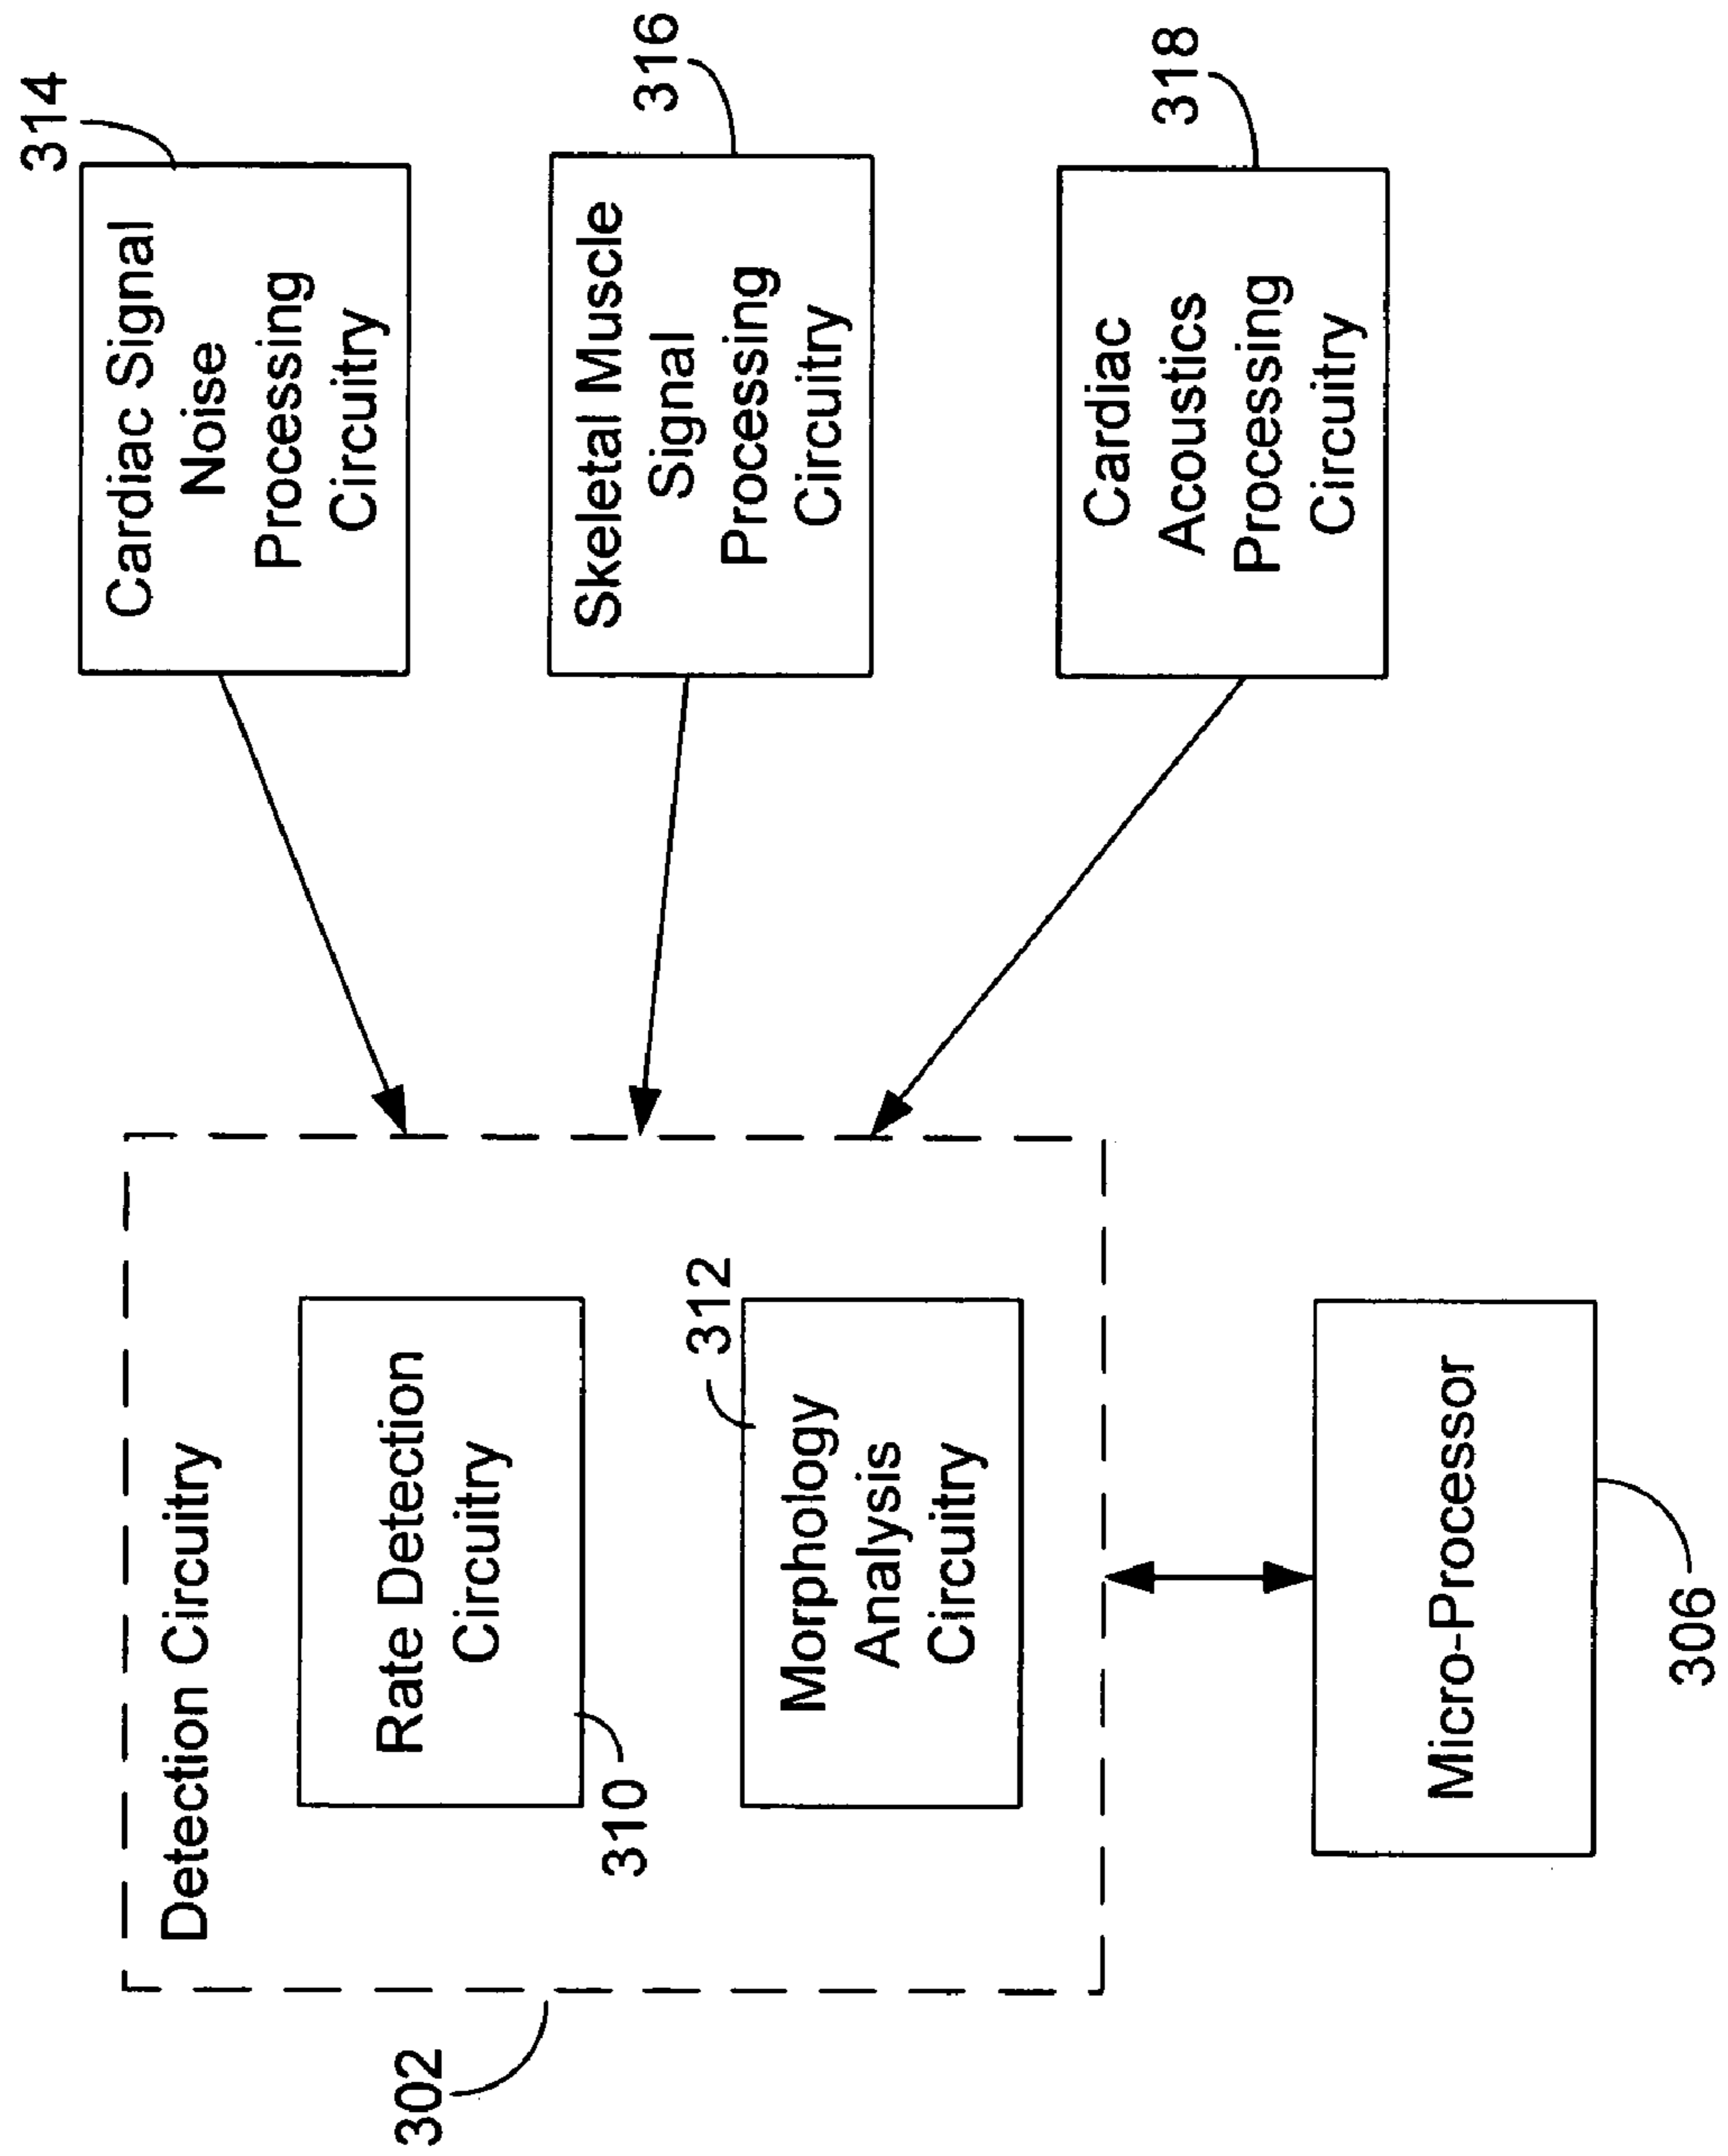 Detection Circuitry
302
Rate Detection
Circuitry
310
Morphology
Analysis
Circuitry
312
Micro-Processor
306
Cardiac Signal
Noise
Processing
Circuitry
314
Skeletal Muscle
Signal
Processing
Circuitry
316
Cardiac
Acoustics
Processing
Circuitry
318